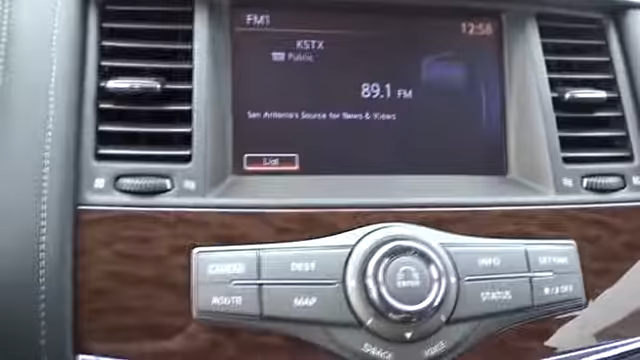 FM1
12:58
KSTX
Public
89.1 FM
San Antonio's Source for News & Views
List
CAMERA DEST INFO SETTING
ROUTE MAP ENTER STATUS
VOICE